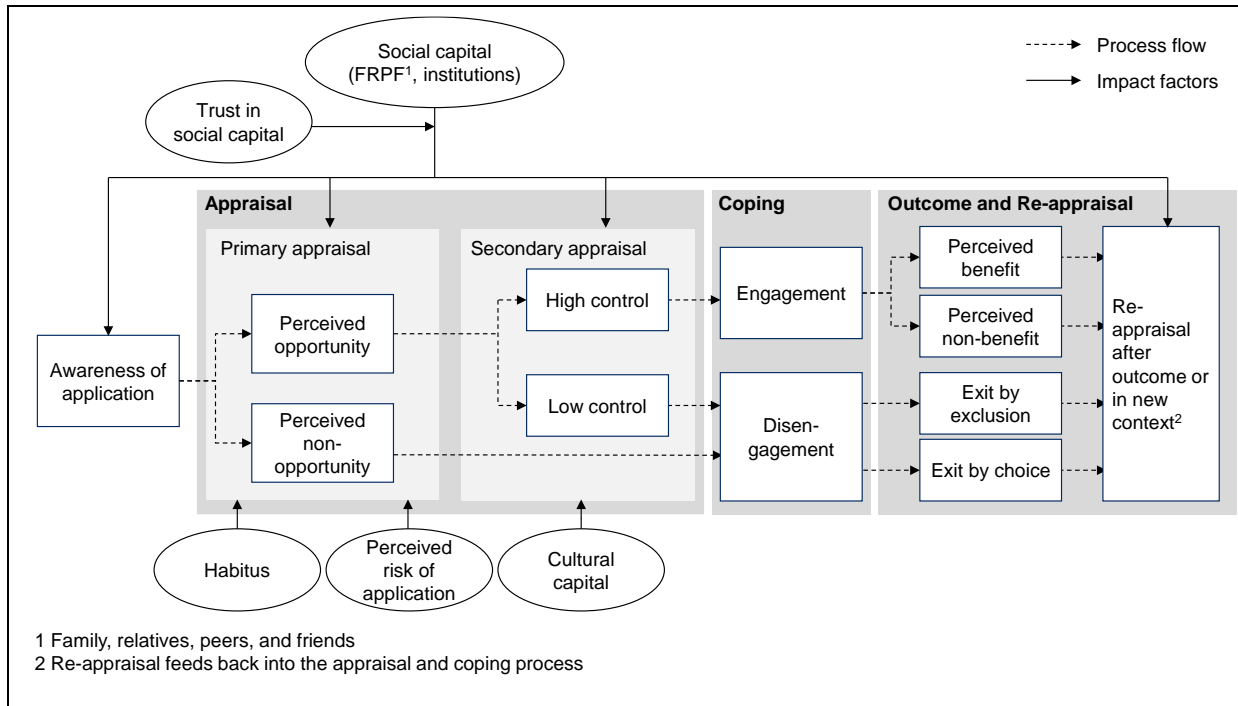 Social capital
(FRPF¹, institutions)
Process flow
Impact factors
Trust in
social capital
Appraisal
Coping
Outcome and Re-appraisal
Primary appraisal
Secondary appraisal
Awareness of
application
Perceived
opportunity
Perceived
non-
opportunity
High control
Low control
Engagement
Disen-
gagement
Perceived
benefit
Perceived
non-benefit
Exit by
exclusion
Exit by choice
Re-
appraisal
after
outcome or
in new
context²
Habitus
Perceived
risk of
application
Cultural
capital
1 Family, relatives, peers, and friends
2 Re-appraisal feeds back into the appraisal and coping process